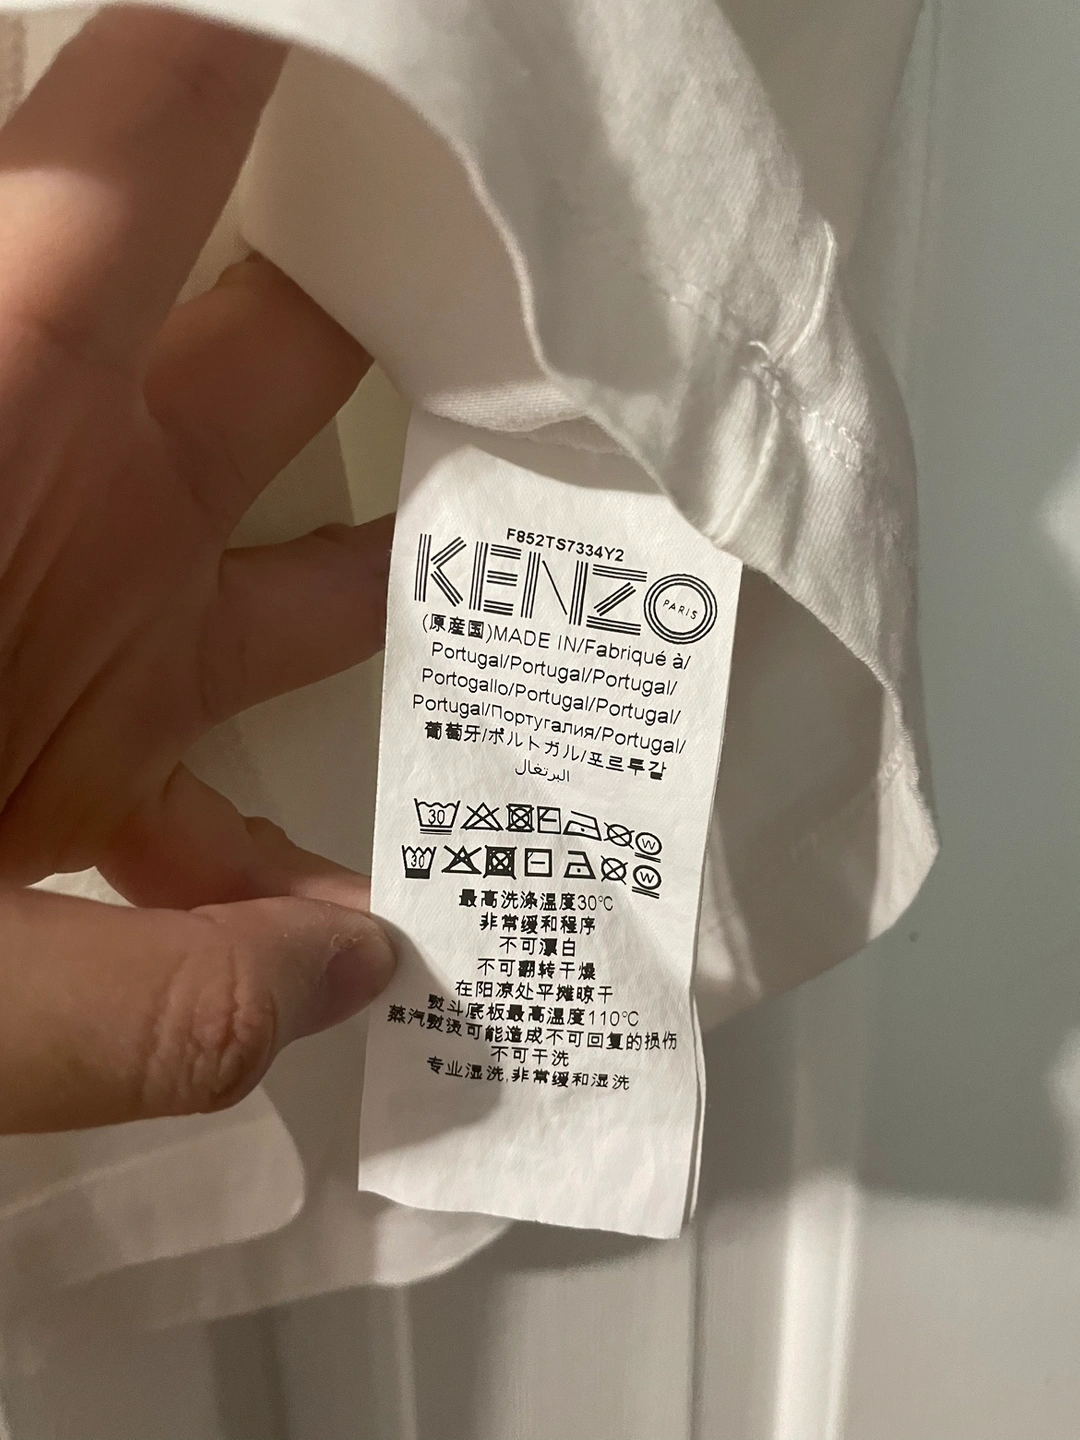 F852TS7334Y2
KENZO PARIS
(原産国)MADE IN/Fabriqué à/
Portugal/Portugal/Portugal/
Portogallo/Portugal/Portugal/
Portugal/Португалия/Portugal/
葡萄牙/ポルトガル/포르투갈
البرتغال
30 W
30 W
最高洗涤温度30℃
非常缓和程序
不可漂白
不可翻转干燥
在阳凉处平摊晾干
熨斗底板最高温度110℃
蒸汽熨烫可能造成不可回复的损伤
不可干洗
专业湿洗,非常缓和湿洗